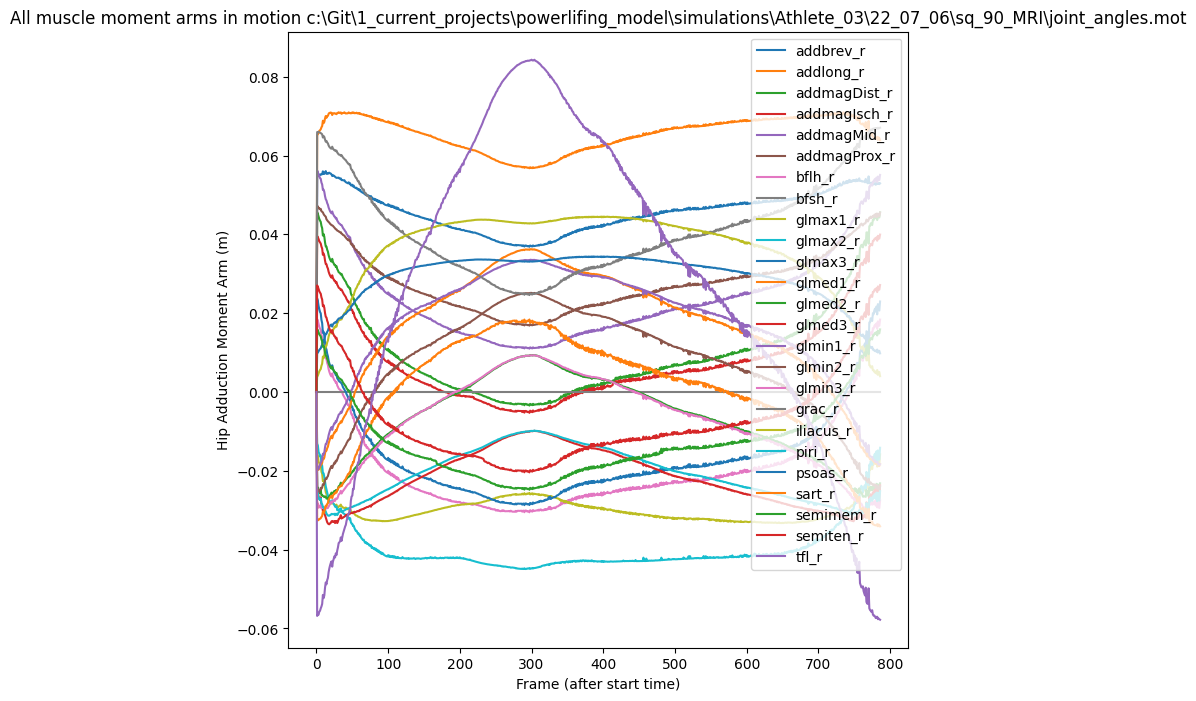 All muscle moment arms in motion c:\Git\1_current_projects\powerlifing_model\simulations\Athlete_03\22_07_06\sq_90_MRI\joint_angles.mot
Hip Adduction Moment Arm (m)
0.08
0.06
0.04
0.02
0.00
−0.02
−0.04
−0.06
addbrev_r
addlong_r
addmagDist_r
addmagIsch_r
addmagMid_r
addmagProx_r
bflh_r
bfsh_r
glmax1_r
glmax2_r
glmax3_r
glmed1_r
glmed2_r
glmed3_r
glmin1_r
glmin2_r
glmin3_r
grac_r
iliacus_r
piri_r
psoas_r
sart_r
semimem_r
semiten_r
tfl_r
0 100 200 300 400 500 600 700 800
Frame (after start time)